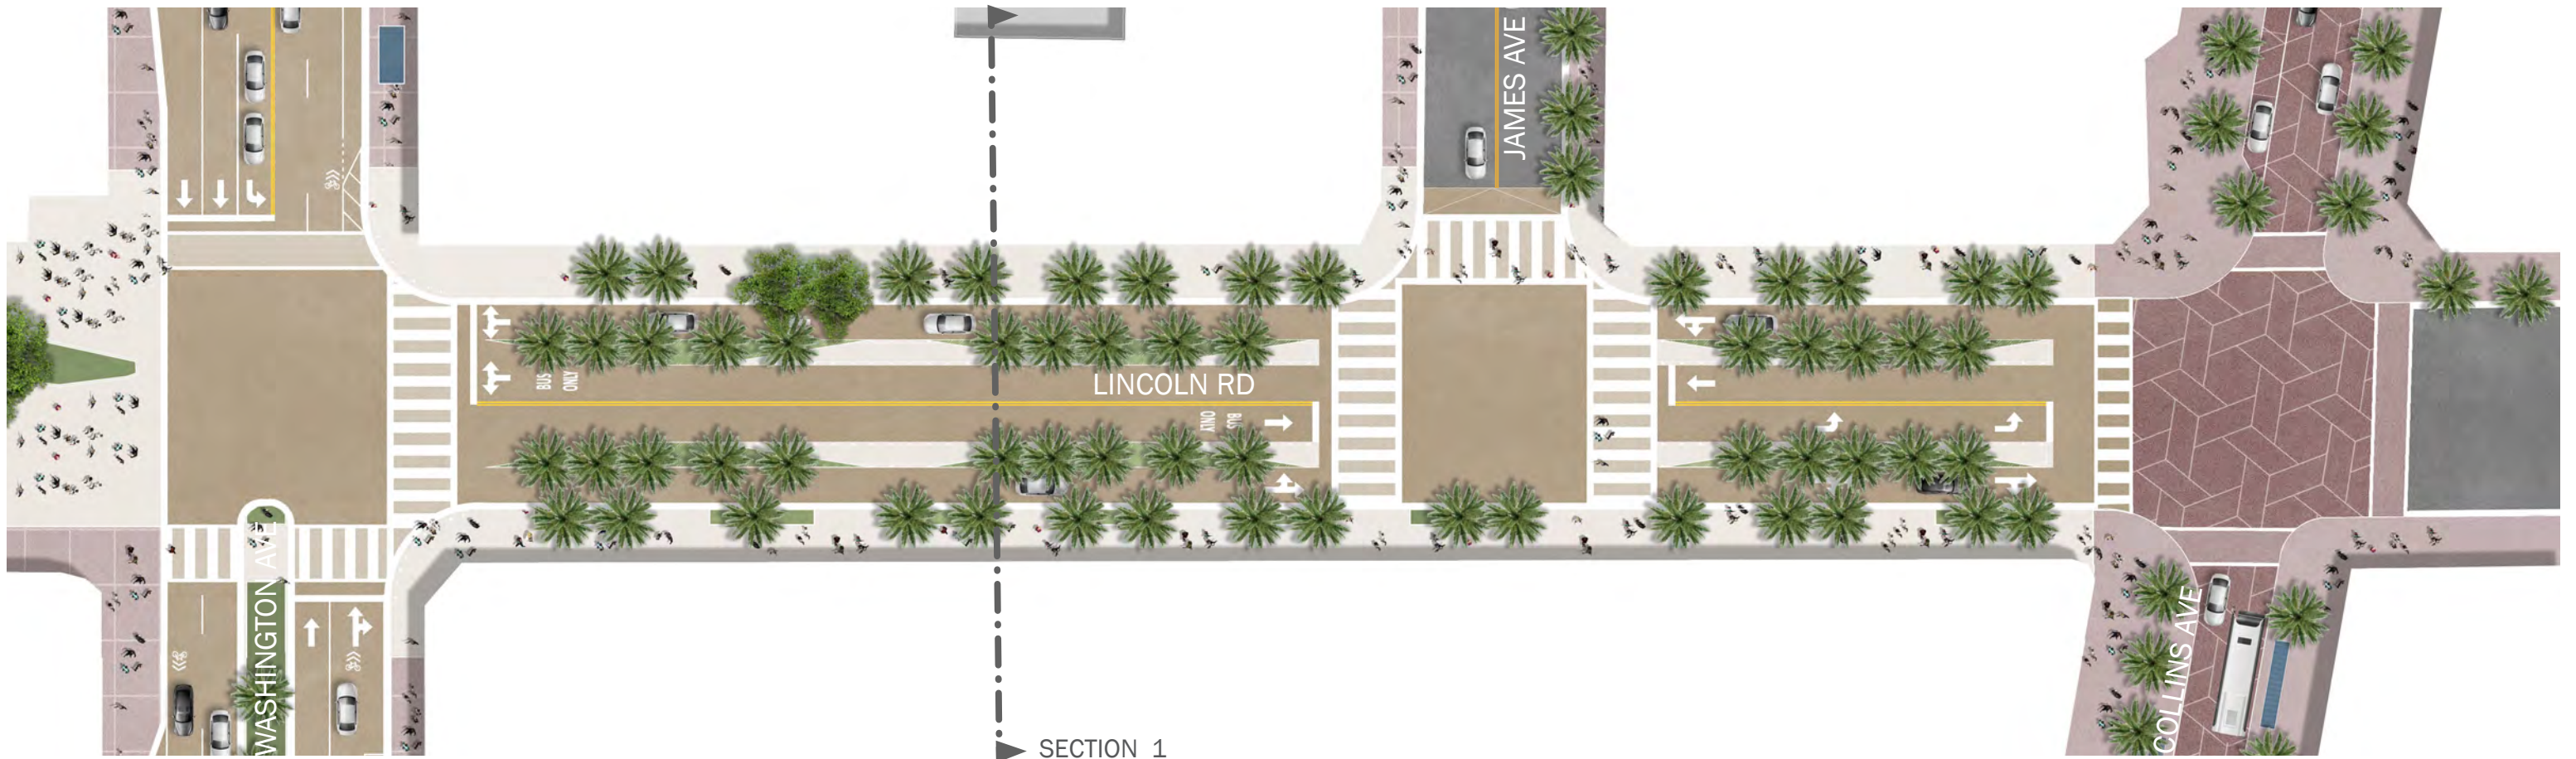 JAMES AVE
BUS
ONLY
LINCOLN RD
BUS
ONLY
WASHINGTON AVE
COLLINS AVE
SECTION 1